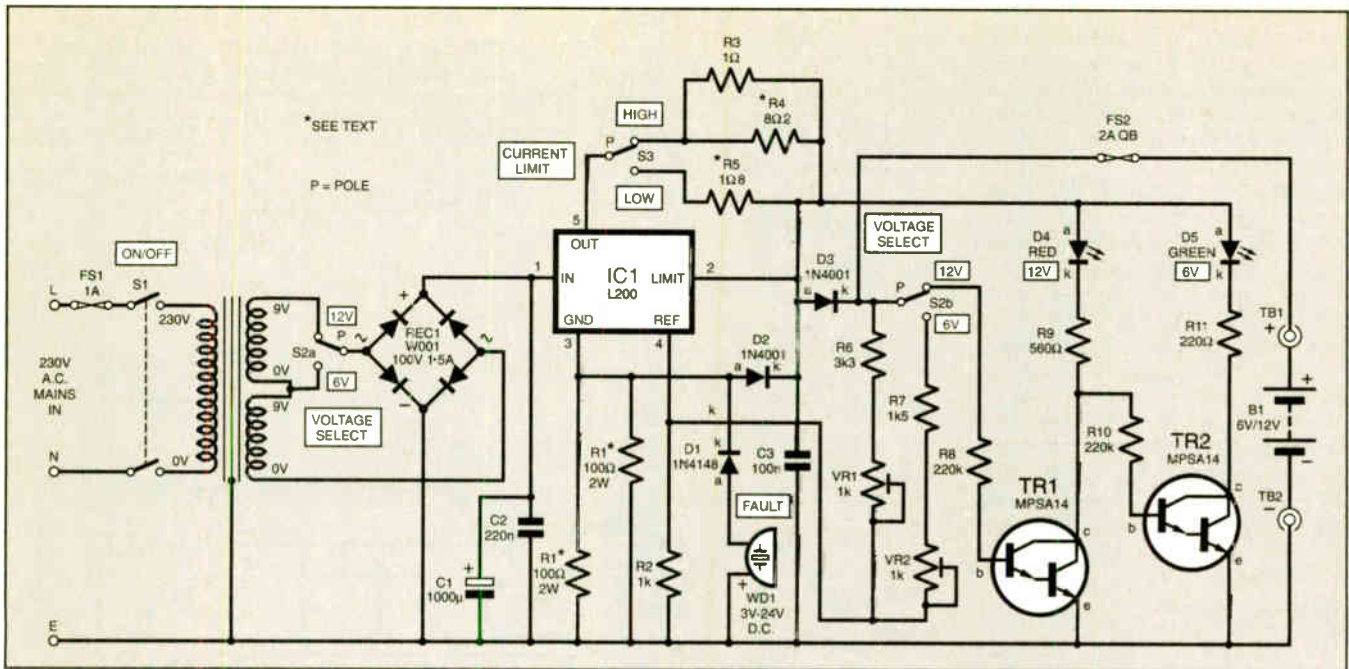 R3
1Ω
*R4
8Ω2
HIGH
FS2
2A QB
*SEE TEXT
P
S3
CURRENT
LIMIT
*R5
1Ω8
P = POLE
LOW
VOLTAGE
SELECT
5
OUT
IN
IC1
L200
LIMIT
GND
REF
1
2
3
4
D3
1N4001
a
k
12V
P
S2b
6V
a
D4
RED
12V
k
a
D5
GREEN
6V
k
ON/OFF
FS1
1A
S1
L
230V
9V
12V
P
S2a
6V
0V
9V
0V
~
+
~
−
REC1
W001
100V 1·5A
D2
1N4001
a
k
R6
3k3
R9
560Ω
R11
220Ω
TB1
+
230V
A.C.
MAINS
IN
VOLTAGE
SELECT
R7
1k5
+
B1
6V/12V
−
k
R1*
100Ω
2W
D1
1N4148
k
a
C3
100n
VR1
1k
R8
220k
R10
220k
TR2
MPSA14
N
0V
C2
220n
FAULT
TR1
MPSA14
b
c
e
TB2
−
+
C1
1000µ
R1*
100Ω
2W
R2
1k
+
WD1
3V-24V
D.C.
VR2
1k
b
c
e
E